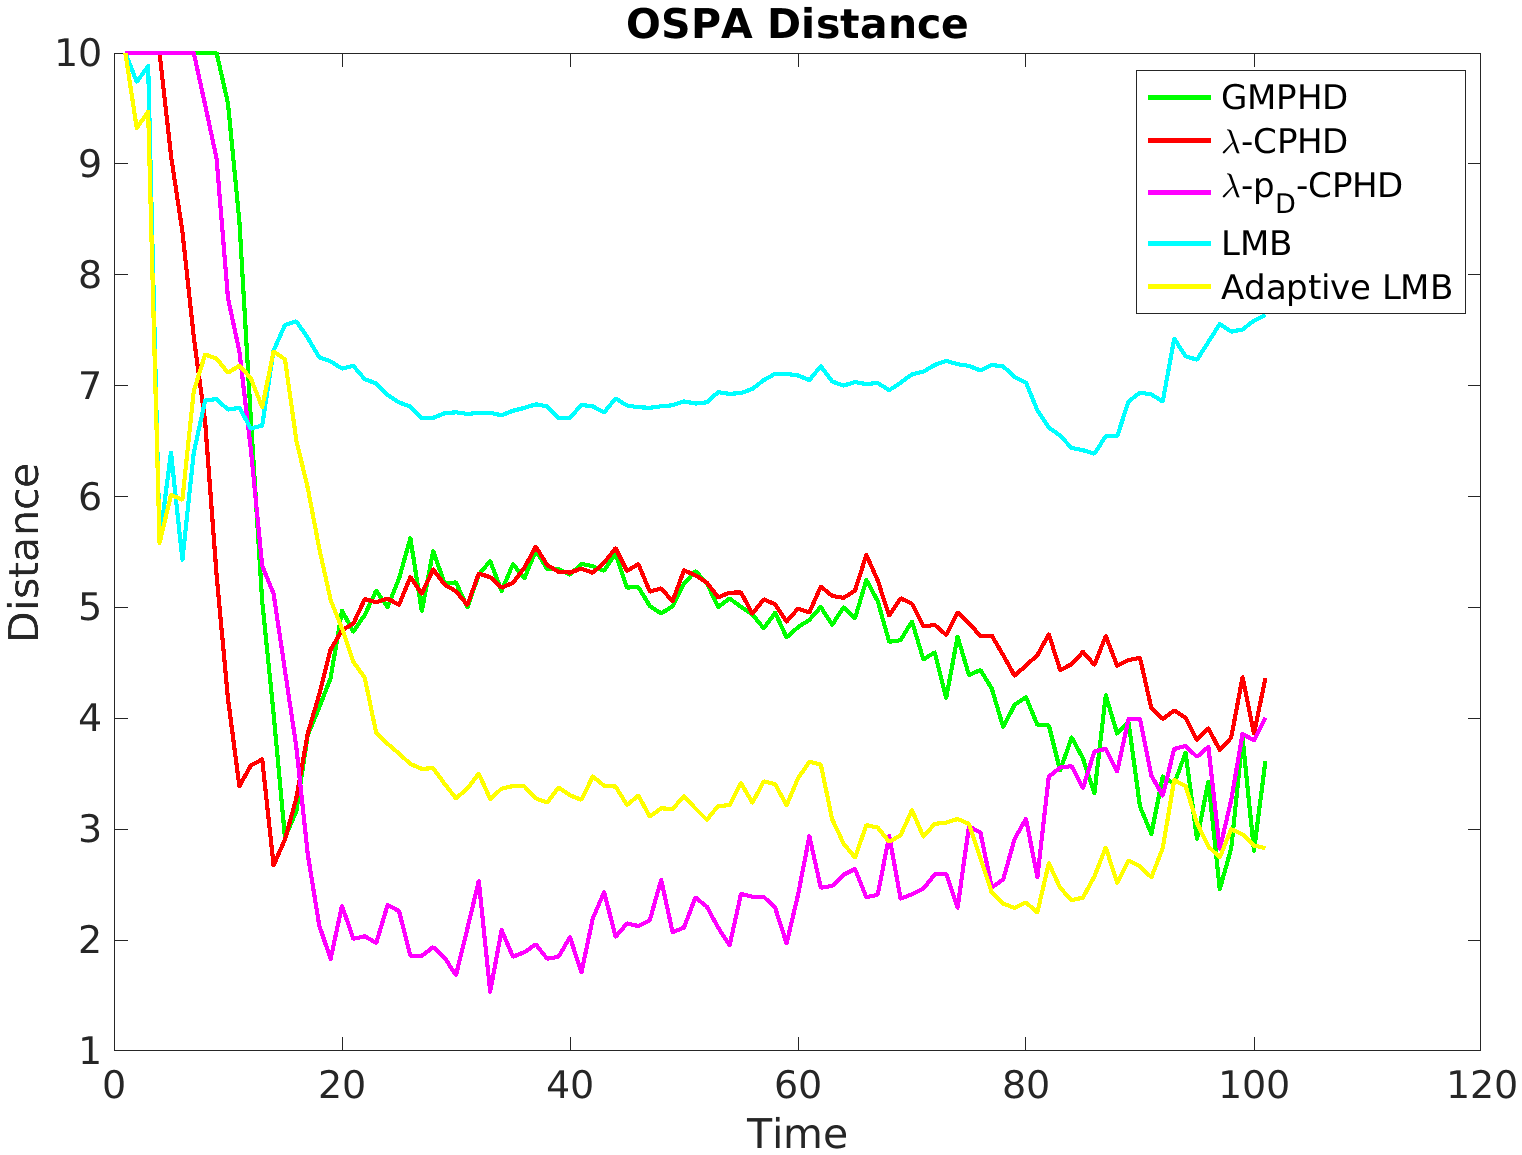 OSPA Distance
10
9
8
7
6
5
4
3
2
1
Distance
GMPHD
λ-CPHD
λ-p_D-CPHD
LMB
Adaptive LMB
0 20 40 60 80 100 120
Time